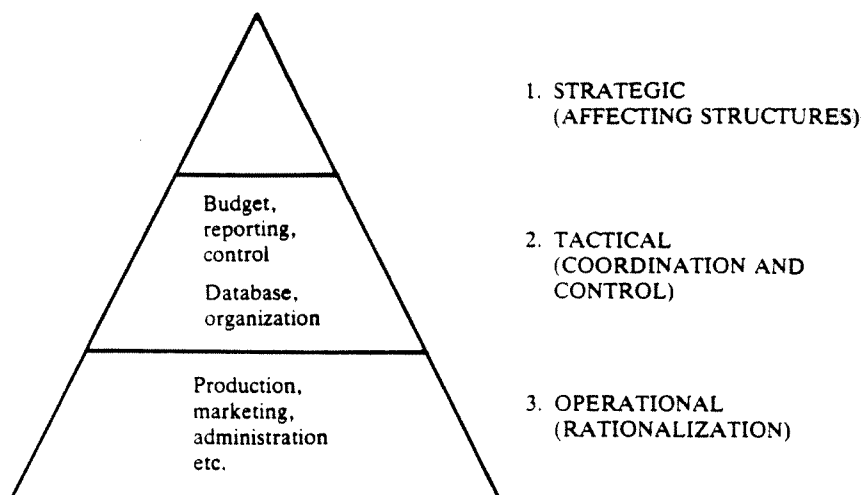 1. STRATEGIC
(AFFECTING STRUCTURES)
Budget,
reporting,
control
Database,
organization
2. TACTICAL
(COORDINATION AND
CONTROL)
Production,
marketing,
administration
etc.
3. OPERATIONAL
(RATIONALIZATION)